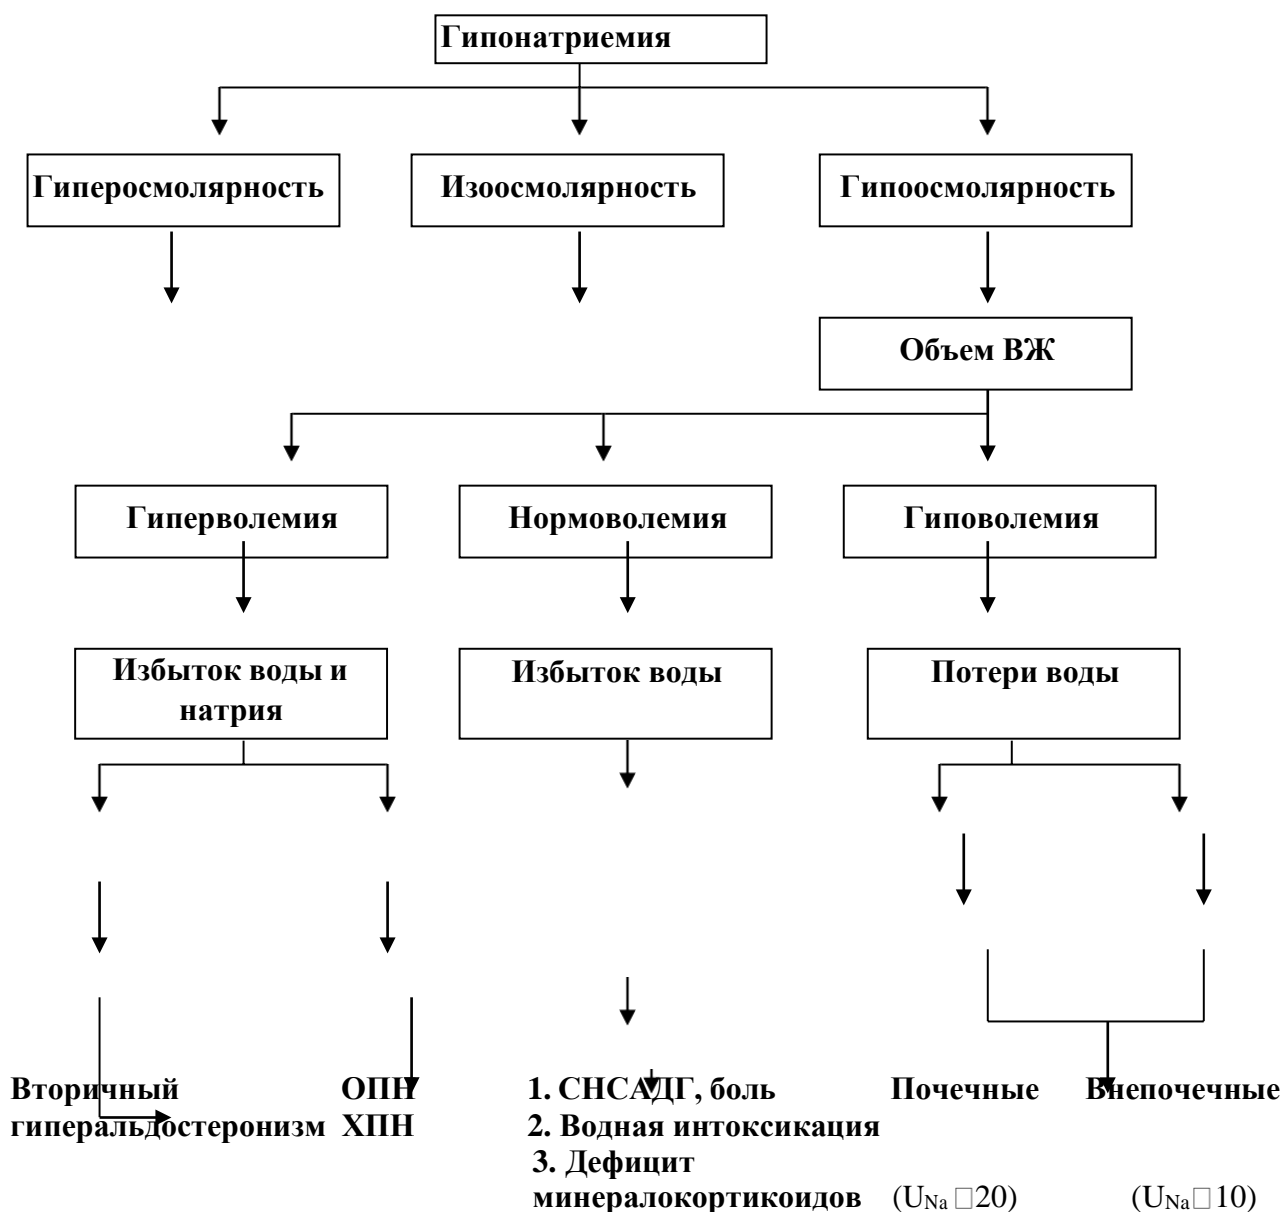 Гипонатриемия
Гиперосмолярность Изоосмолярность Гипоосмолярность
Объем ВЖ
Гиперволемия Нормоволемия Гиповолемия
Избыток воды и
натрия
Избыток воды
Потери воды
Вторичный
гиперальдостеронизм
ОПН
ХПН
1. СНСАДГ, боль
2. Водная интоксикация
3. Дефицит
минералокортикоидов
Почечные
(UNa □20)
Внепочечные
(UNa□10)